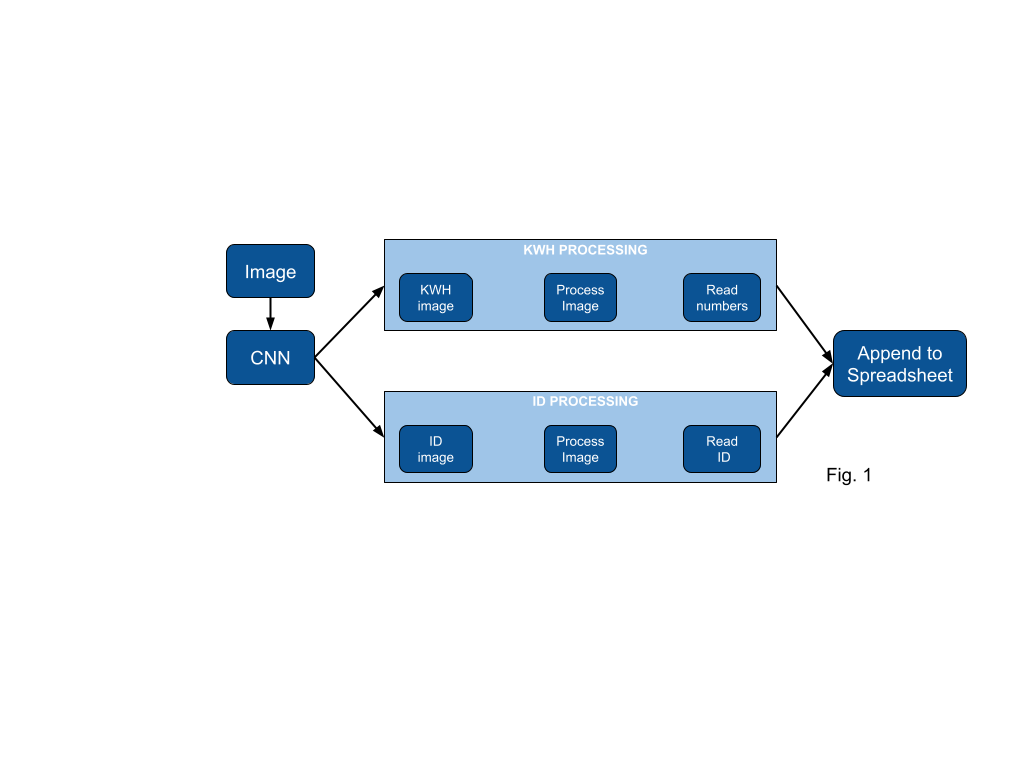 Image
CNN
KWH PROCESSING
KWH
image
Process
Image
Read
numbers
ID PROCESSING
ID
image
Process
Image
Read
ID
Append to
Spreadsheet
Fig. 1